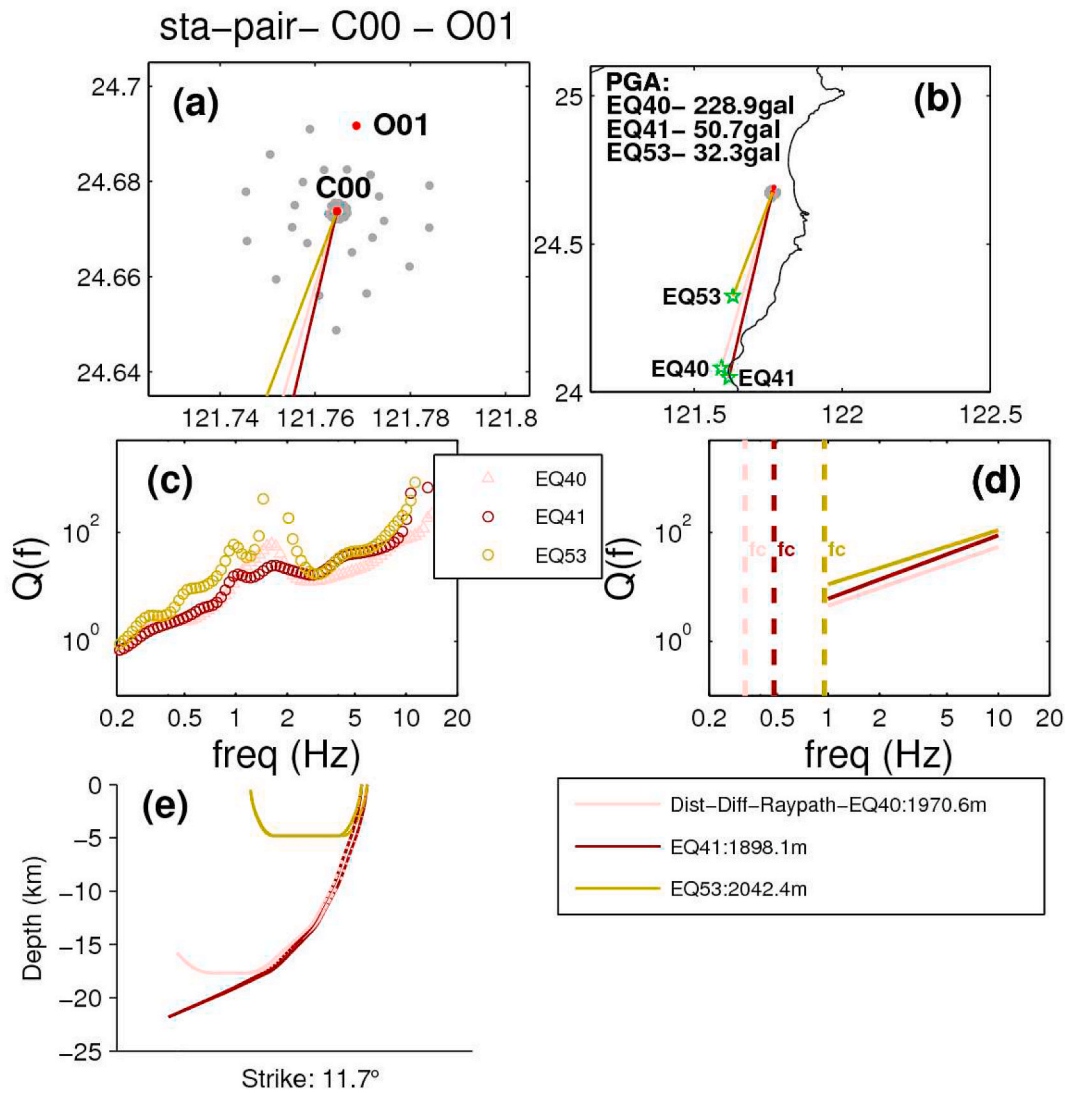 sta-pair- C00 - O01
24.7
24.68
24.66
24.64
(a)
O01
C00
121.74
121.76
121.78
121.8
25
24.5
24
PGA:
EQ40- 228.9gal
EQ41- 50.7gal
EQ53- 32.3gal
(b)
EQ53
EQ40
EQ41
121.5
122
122.5
Q(f)
10²
10⁰
(c)
EQ40
EQ41
EQ53
0.2
0.5
1
2
5
10
20
freq (Hz)
Q(f)
10²
10⁰
(d)
fc
fc
fc
0.2
0.5
1
2
5
10
20
freq (Hz)
Depth (km)
0
-5
-10
-15
-20
-25
(e)
Strike: 11.7º
Dist-Diff-Raypath-EQ40:1970.6m
EQ41:1898.1m
EQ53:2042.4m